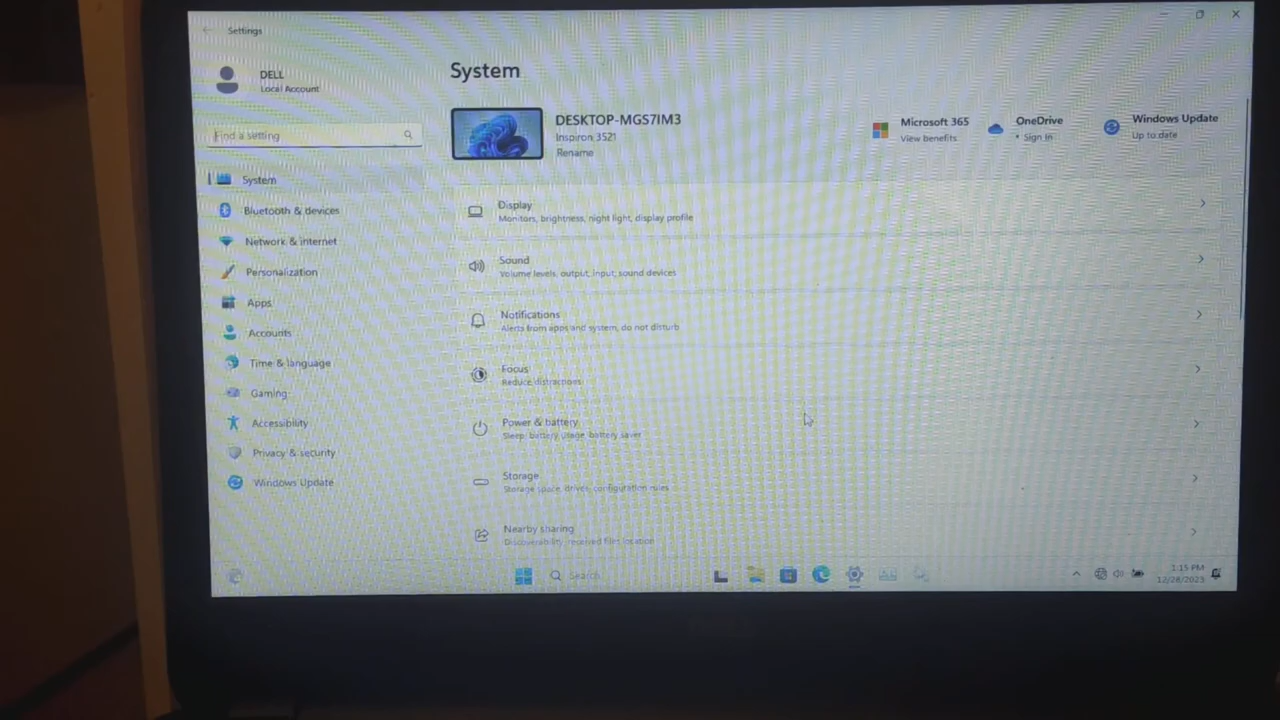 Settings
DELL
Local Account
Find a setting
System
Bluetooth & devices
Network & internet
Personalization
Apps
Accounts
Time & language
Gaming
Accessibility
Privacy & security
Windows Update
System
DESKTOP-MGS7IM3
Inspiron 3521
Rename
Microsoft 365
View benefits
OneDrive
• Sign In
Windows Update
Up to date
Display
Monitors, brightness, night light, display profile
Sound
Volume levels, output, input, sound devices
Notifications
Alerts from apps and system, do not disturb
Focus
Reduce distractions
Power & battery
Sleep, battery usage, battery saver
Storage
Storage space, drives, configuration rules
Nearby sharing
Discoverability, received files location
Search
1:15 PM
12/28/2023